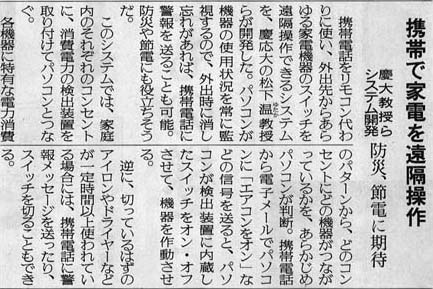 携帯で家電を遠隔操作
慶大教授ら
システム開発
防災、節電に期待
携帯電話をリモコン代わ
りに使い、外出先からあら
ゆる家電機器のスイッチを
遠隔操作できるシステム
を、慶応大の松下温教授
ゆたか
らが開発した。パソコンが
機器の使用状況を常に監
視するので、外出時に消し
忘れがあれば、携帯電話に
警報を送ることも可能。
防災や節電にも役立ちそう
だ。
このシステムでは、家庭
内のそれぞれのコンセント
に、消費電力の検出装置を
取り付けてパソコンとつな
ぐ。
各機器に特有な電力消費
のパターンから、どのコン
セントにどの機器がつなが
っているかを、あらかじめ
パソコンが判断。携帯電話
から電子メールでパソコ
ンに「エアコンをオン」な
どの信号を送ると、パソ
コンが検出装置に内蔵し
たスイッチをオン・オフ
させて、機器を作動させ
る。
逆に、切っているはずの
アイロンやドライヤーなど
が一定時間以上使われてい
る場合には、携帯電話に警
報メッセージを送ったり、
スイッチを切ることもでき
る。